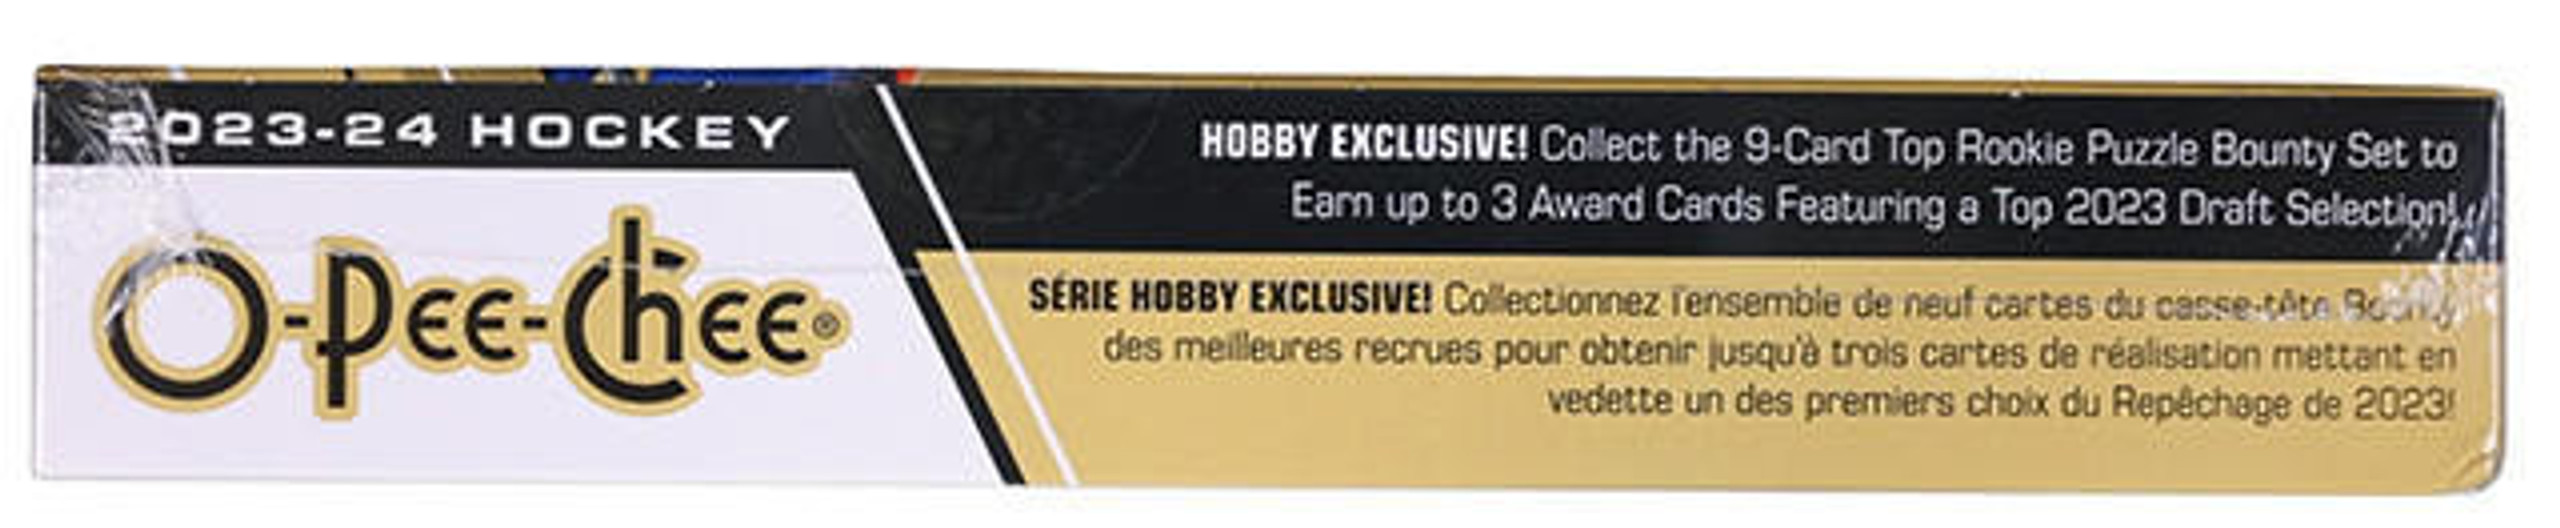 2023-24 HOCKEY
O-Pee-Chee®
HOBBY EXCLUSIVE! Collect the 9-Card Top Rookie Puzzle Bounty Set to
Earn up to 3 Award Cards Featuring a Top 2023 Draft Selection!
SÉRIE HOBBY EXCLUSIVE! Collectionnez l'ensemble de neuf cartes du casse-tête Bounty
des meilleures recrues pour obtenir jusqu'à trois cartes de réalisation mettant en
vedette un des premiers choix du Repêchage de 2023!